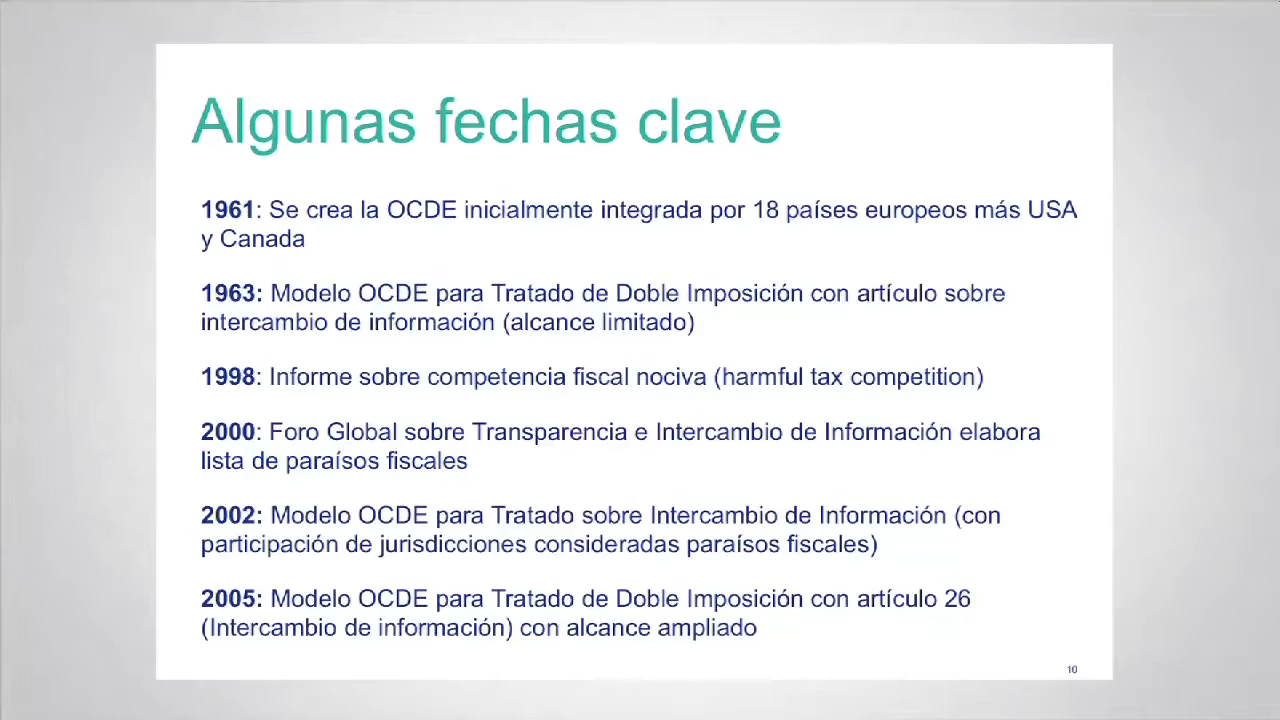 Algunas fechas clave
1961: Se crea la OCDE inicialmente integrada por 18 países europeos más USA
y Canada
1963: Modelo OCDE para Tratado de Doble Imposición con artículo sobre
intercambio de información (alcance limitado)
1998: Informe sobre competencia fiscal nociva (harmful tax competition)
2000: Foro Global sobre Transparencia e Intercambio de Información elabora
lista de paraísos fiscales
2002: Modelo OCDE para Tratado sobre Intercambio de Información (con
participación de jurisdicciones consideradas paraísos fiscales)
2005: Modelo OCDE para Tratado de Doble Imposición con artículo 26
(Intercambio de información) con alcance ampliado
10